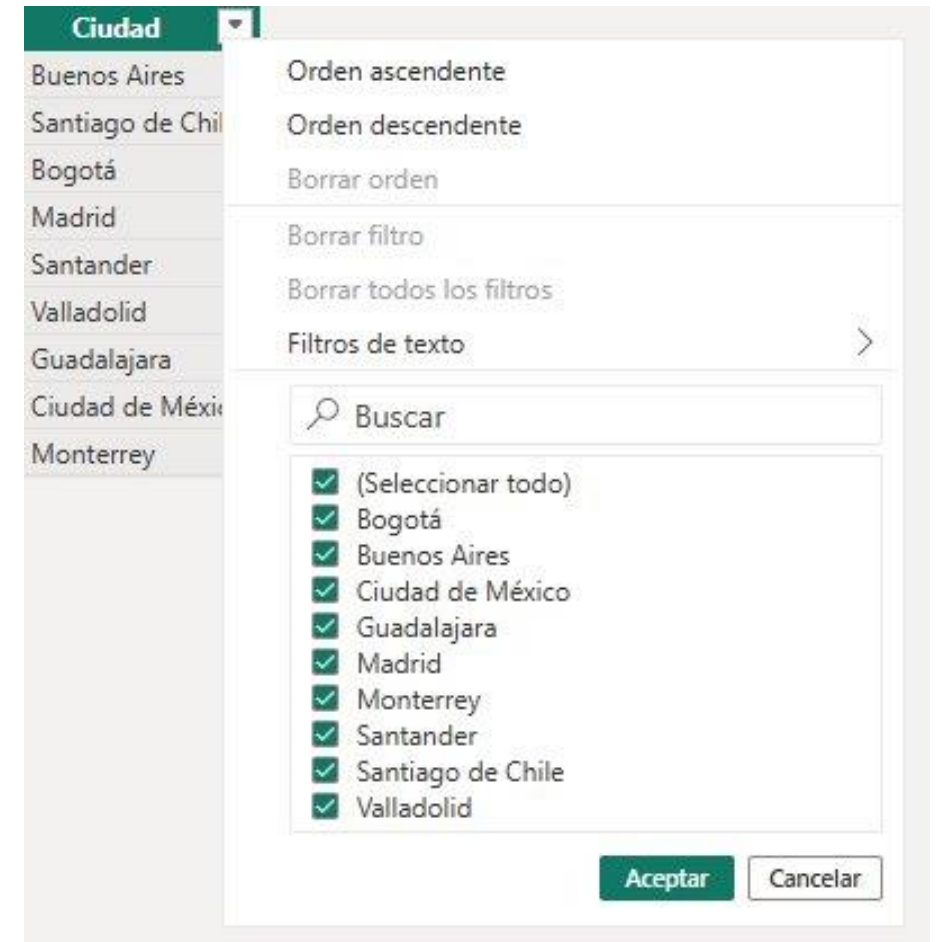 Ciudad
Buenos Aires
Santiago de Chil
Bogotá
Madrid
Santander
Valladolid
Guadalajara
Ciudad de Méxi
Monterrey
Orden ascendente
Orden descendente
Borrar orden
Borrar filtro
Borrar todos los filtros
Filtros de texto
Buscar
(Seleccionar todo)
Bogotá
Buenos Aires
Ciudad de México
Guadalajara
Madrid
Monterrey
Santander
Santiago de Chile
Valladolid
Aceptar
Cancelar